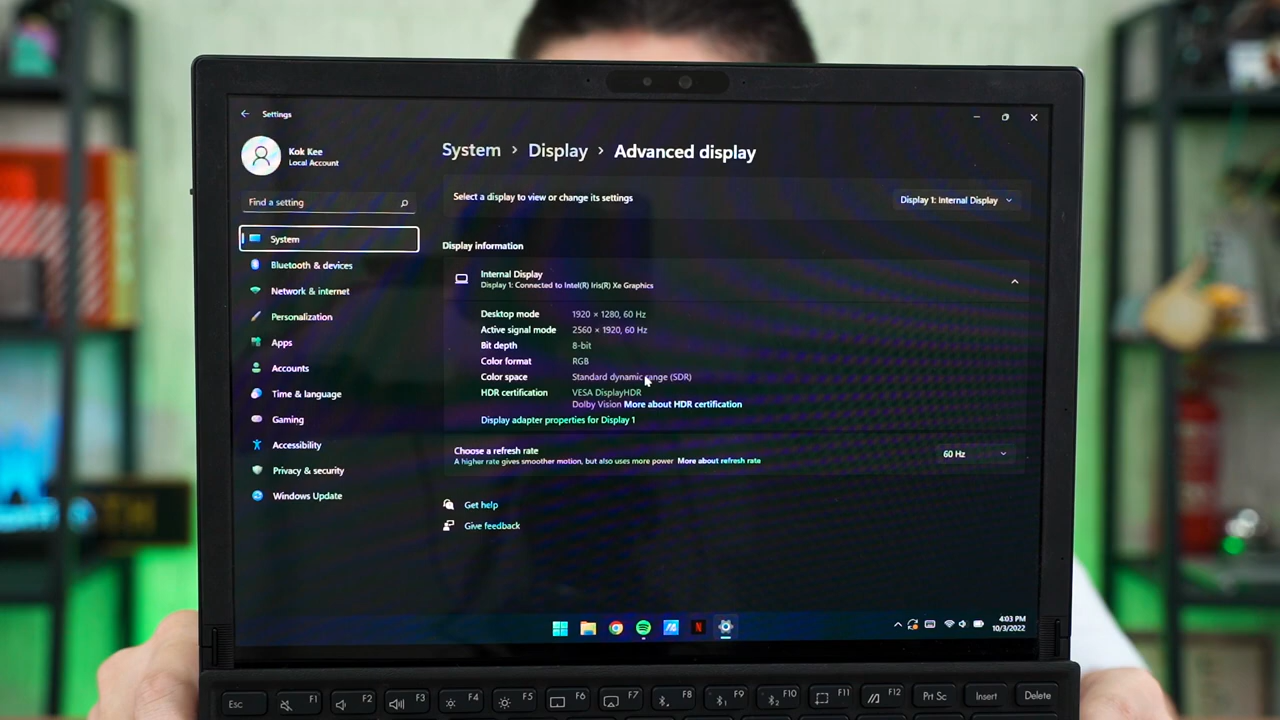 Settings
Kok Kee
Local Account
Find a setting
System
Bluetooth & devices
Network & internet
Personalization
Apps
Accounts
Time & language
Gaming
Accessibility
Privacy & security
Windows Update
System > Display > Advanced display
Select a display to view or change its settings
Display 1: Internal Display
Display information
Internal Display
Display 1: Connected to Intel(R) Iris(R) Xe Graphics
Desktop mode 1920 × 1280, 60 Hz
Active signal mode 2560 × 1920, 60 Hz
Bit depth 8-bit
Color format RGB
Color space Standard dynamic range (SDR)
HDR certification VESA DisplayHDR
Dolby Vision More about HDR certification
Display adapter properties for Display 1
Choose a refresh rate
A higher rate gives smoother motion, but also uses more power More about refresh rate
60 Hz
Get help
Give feedback
N
4:03 PM
10/3/2022
Esc F1 F2 F3 F4 F5 F6 F7 F8 F9 F10 F11 F12 Prt Sc Insert Delete